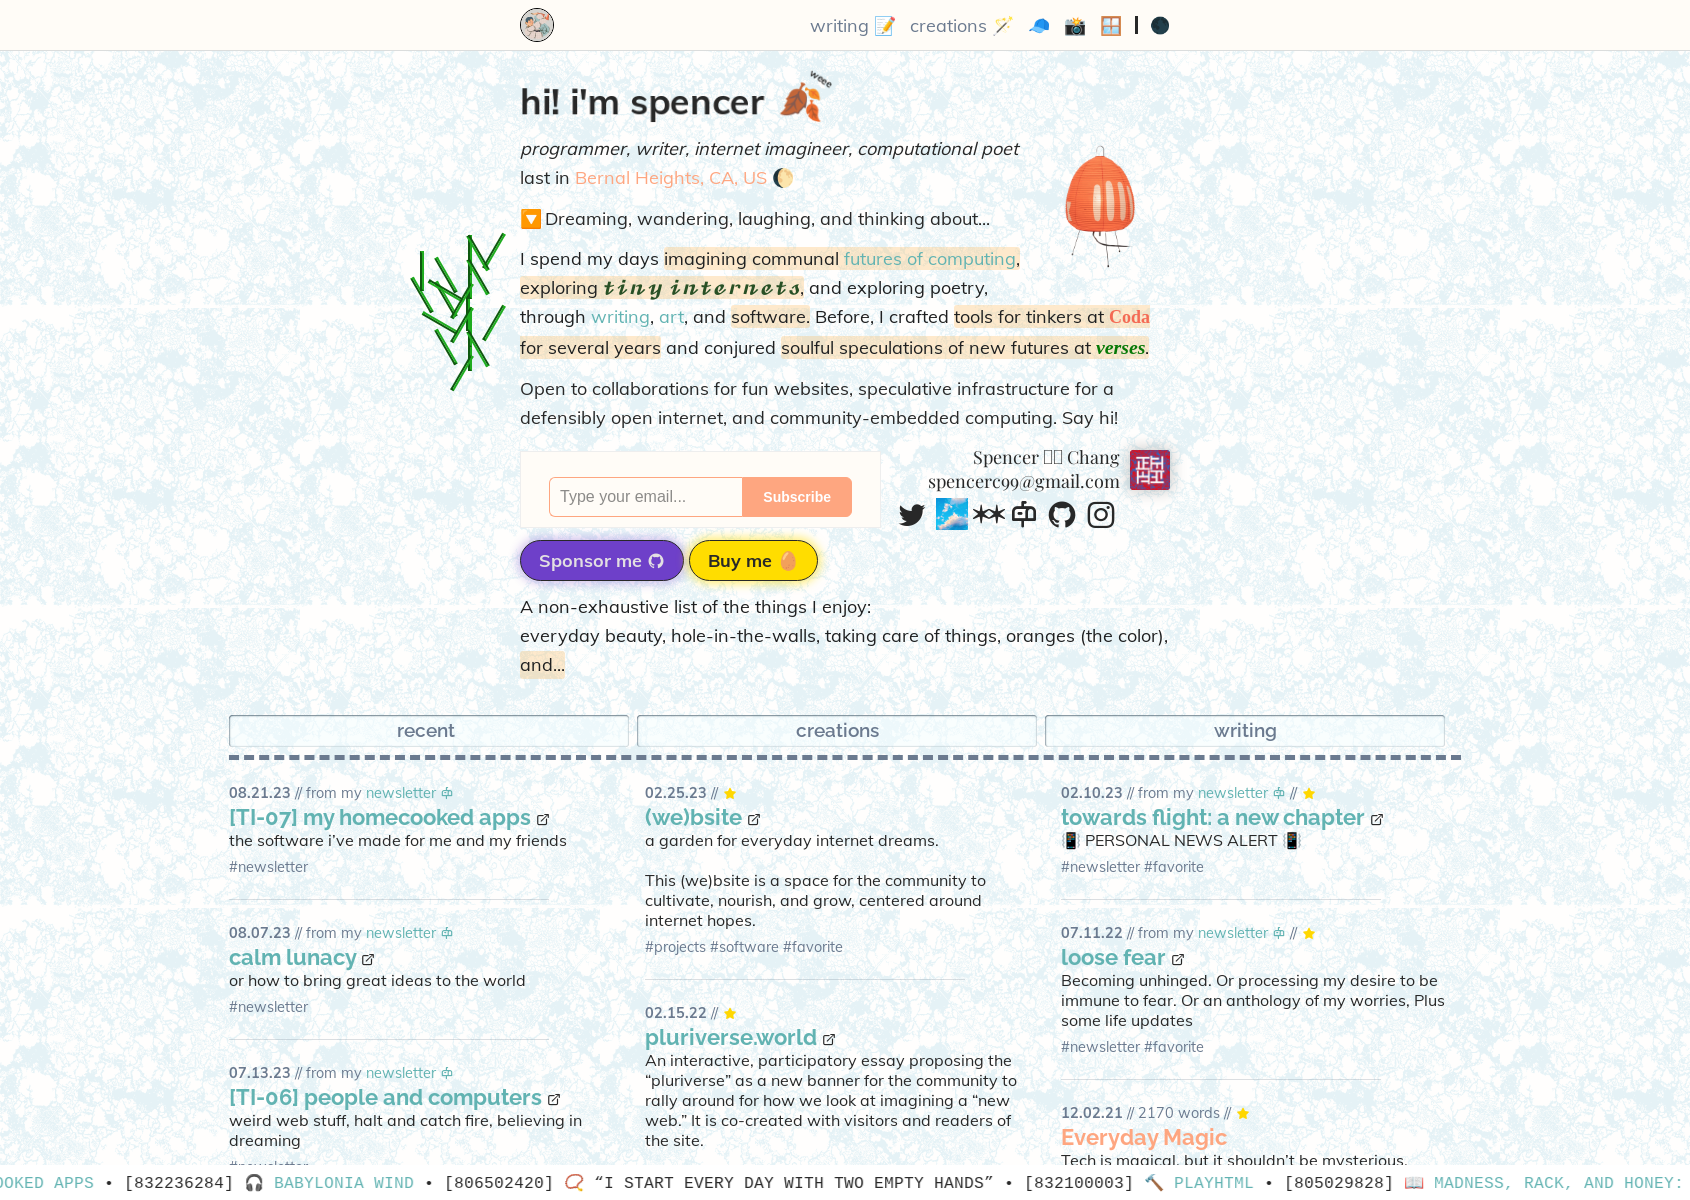 writing 📝 creations 🪄 🧢 📸 🪟 | 🌑
weee
hi! i'm spencer 🍂
programmer, writer, internet imagineer, computational poet
last in Bernal Heights, CA, US 🌔
🔽 Dreaming, wandering, laughing, and thinking about...
I spend my days imagining communal futures of computing,
exploring tiny internets, and exploring poetry,
through writing, art, and software. Before, I crafted tools for tinkers at Coda
for several years and conjured soulful speculations of new futures at verses.
Open to collaborations for fun websites, speculative infrastructure for a
defensibly open internet, and community-embedded computing. Say hi!
Type your email...
Subscribe
Spencer Chang
spencerc99@gmail.com
Sponsor me
Buy me 🥚
A non-exhaustive list of the things I enjoy:
everyday beauty, hole-in-the-walls, taking care of things, oranges (the color),
and...
recent
creations
writing
08.21.23 // from my newsletter
[TI-07] my homecooked apps
the software i’ve made for me and my friends
#newsletter
08.07.23 // from my newsletter
calm lunacy
or how to bring great ideas to the world
#newsletter
07.13.23 // from my newsletter
[TI-06] people and computers
weird web stuff, halt and catch fire, believing in
dreaming
#newsletter
02.25.23 // ⭐
(we)bsite
a garden for everyday internet dreams.
This (we)bsite is a space for the community to
cultivate, nourish, and grow, centered around
internet hopes.
#projects #software #favorite
02.15.22 // ⭐
pluriverse.world
An interactive, participatory essay proposing the
“pluriverse” as a new banner for the community to
rally around for how we look at imagining a “new
web.” It is co-created with visitors and readers of
the site.
02.10.23 // from my newsletter // ⭐
towards flight: a new chapter
📳 PERSONAL NEWS ALERT 📳
#newsletter #favorite
07.11.22 // from my newsletter // ⭐
loose fear
Becoming unhinged. Or processing my desire to be
immune to fear. Or an anthology of my worries, Plus
some life updates
#newsletter #favorite
12.02.21 // 2170 words // ⭐
Everyday Magic
Tech is magical, but it shouldn’t be mysterious.
OOKED APPS • [832236284] 🎧 BABYLONIA WIND • [806502420] 📿 “I START EVERY DAY WITH TWO EMPTY HANDS” • [832100003] 🔨 PLAYHTML • [805029828] 📖 MADNESS, RACK, AND HONEY: